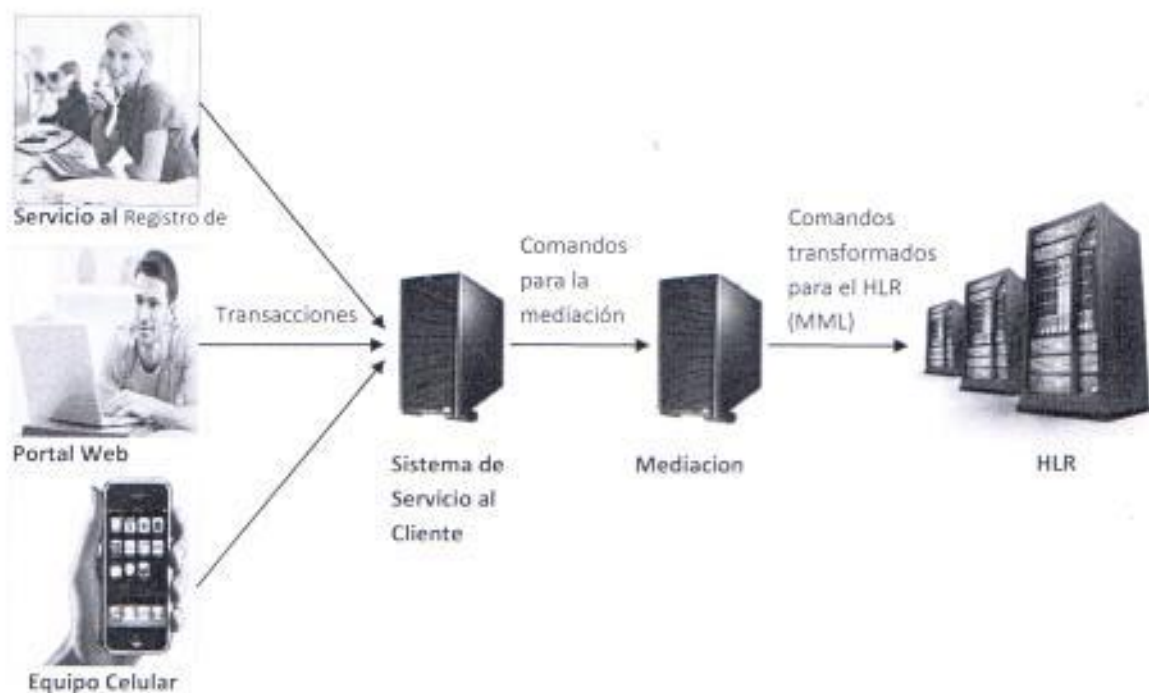 Servicio al Registro de
Portal Web
Equipo Celular
Transacciones
Sistema de
Servicio al
Cliente
Comandos
para la
mediación
Mediacion
Comandos
transformados
para el HLR
(MML)
HLR